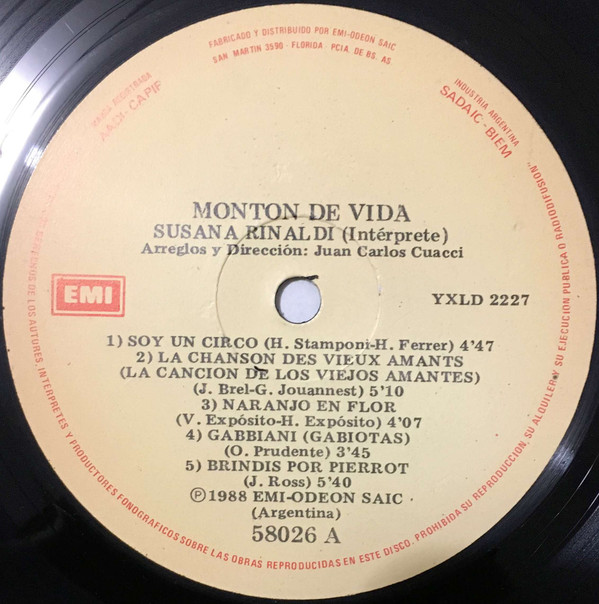 FABRICADO Y DISTRIBUIDO POR EMI-ODEON SAIC
SAN MARTIN 3590 - FLORIDA - PCIA. DE BS. AS
AADI-CAPIF
INDUSTRIA ARGENTINA
SADAIC-BIEM
MONTON DE VIDA
SUSANA RINALDI (Intérprete)
Arreglos y Dirección: Juan Carlos Cuacci
EMI
YXLD 2227
1) SOY UN CIRCO (H. Stamponi-H. Ferrer) 4'47
2) LA CHANSON DES VIEUX AMANTS
(LA CANCION DE LOS VIEJOS AMANTES)
(J. Brel-G. Jouannest) 5'10
3) NARANJO EN FLOR
(V. Expósito-H. Expósito) 4'07
4) GABBIANI (GABIOTAS)
(O. Prudente) 3'45
5) BRINDIS POR PIERROT
(J. Ross) 5'40
Ⓟ 1988 EMI-ODEON SAIC
(Argentina)
58026 A
DE LOS AUTORES, INTERPRETES Y PRODUCTORES FONOGRAFICOS SOBRE LAS OBRAS REPRODUCIDAS EN ESTE DISCO. PROHIBIDA SU REPRODUCCION, SU ALQUILER Y SU EJECUCION PUBLICA O RADIODIFUSION"